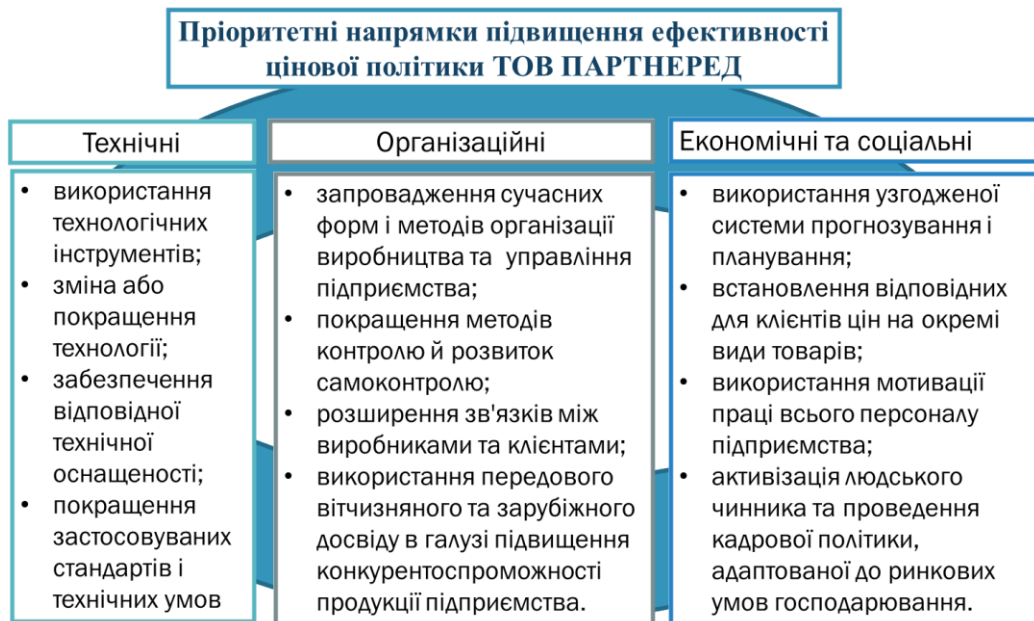 Пріоритетні напрямки підвищення ефективності
цінової політики ТОВ ПАРТНЕРЕД
Технічні
• використання
технологічних
інструментів;
• зміна або
покращення
технології;
• забезпечення
відповідної
технічної
оснащеності;
• покращення
застосовуваних
стандартів і
технічних умов
Організаційні
• запровадження сучасних
форм і методів організації
виробництва та управління
підприємства;
• покращення методів
контролю й розвиток
самоконтролю;
• розширення зв'язків між
виробниками та клієнтами;
• використання передового
вітчизняного та зарубіжного
досвіду в галузі підвищення
конкурентоспроможності
продукції підприємства.
Економічні та соціальні
• використання узгодженої
системи прогнозування і
планування;
• встановлення відповідних
для клієнтів цін на окремі
види товарів;
• використання мотивації
праці всього персоналу
підприємства;
• активізація людського
чинника та проведення
кадрової політики,
адаптованої до ринкових
умов господарювання.